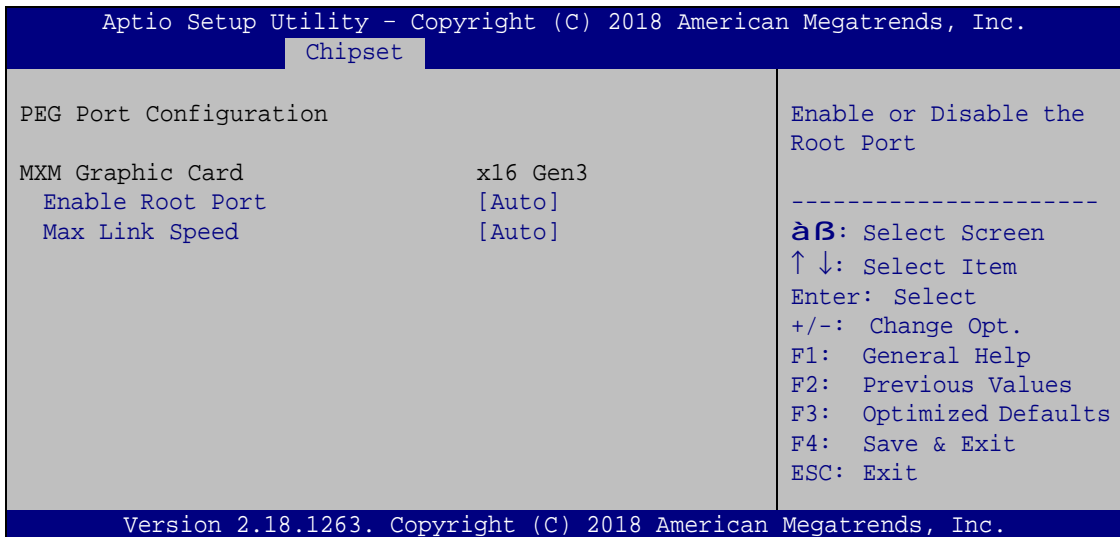 Aptio Setup Utility – Copyright (C) 2018 American Megatrends, Inc.
Chipset
PEG Port Configuration
MXM Graphic Card x16 Gen3
Enable Root Port [Auto]
Max Link Speed [Auto]
Enable or Disable the
Root Port
----------------------
àß: Select Screen
↑ ↓: Select Item
Enter: Select
+/-: Change Opt.
F1: General Help
F2: Previous Values
F3: Optimized Defaults
F4: Save & Exit
ESC: Exit
Version 2.18.1263. Copyright (C) 2018 American Megatrends, Inc.